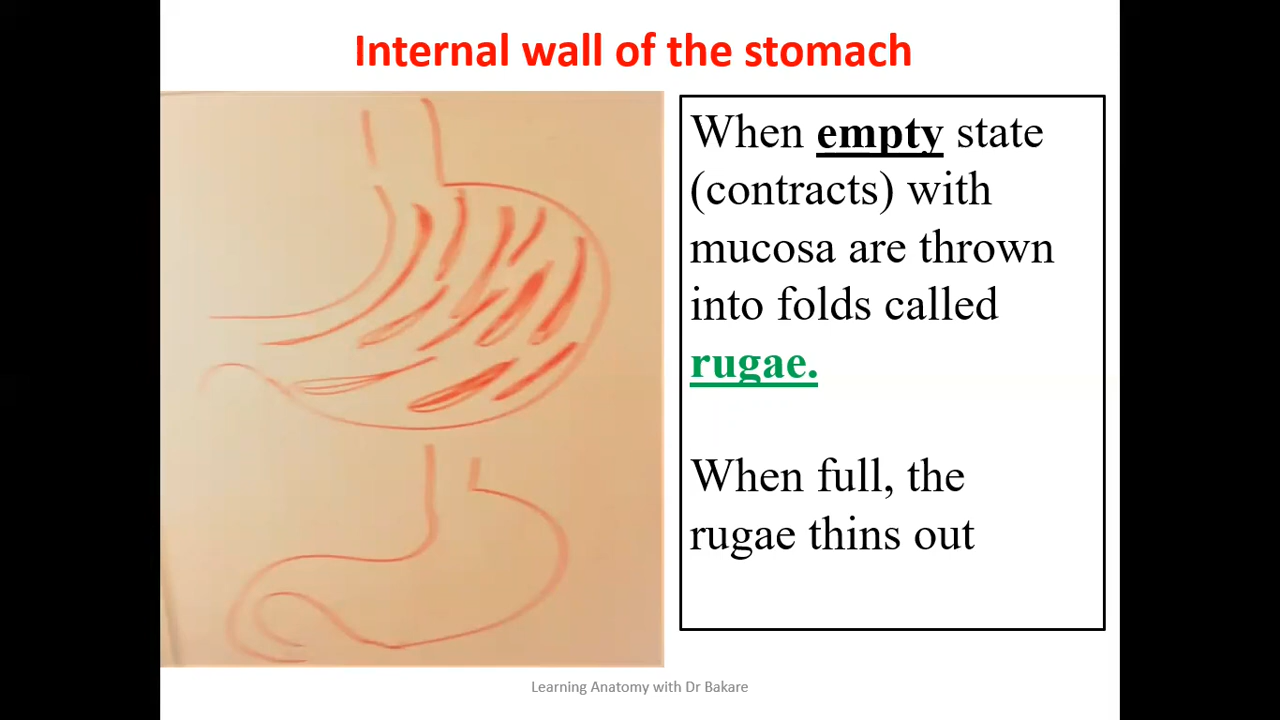 Internal wall of the stomach
When empty state
(contracts) with
mucosa are thrown
into folds called
rugae.
When full, the
rugae thins out
Learning Anatomy with Dr Bakare